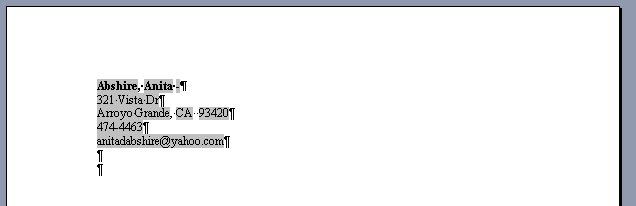 Abshire,·Anita·-¶
321·Vista·Dr¶
Arroyo·Grande,·CA··93420¶
474-4463¶
anitadabshire@yahoo.com¶
¶
¶